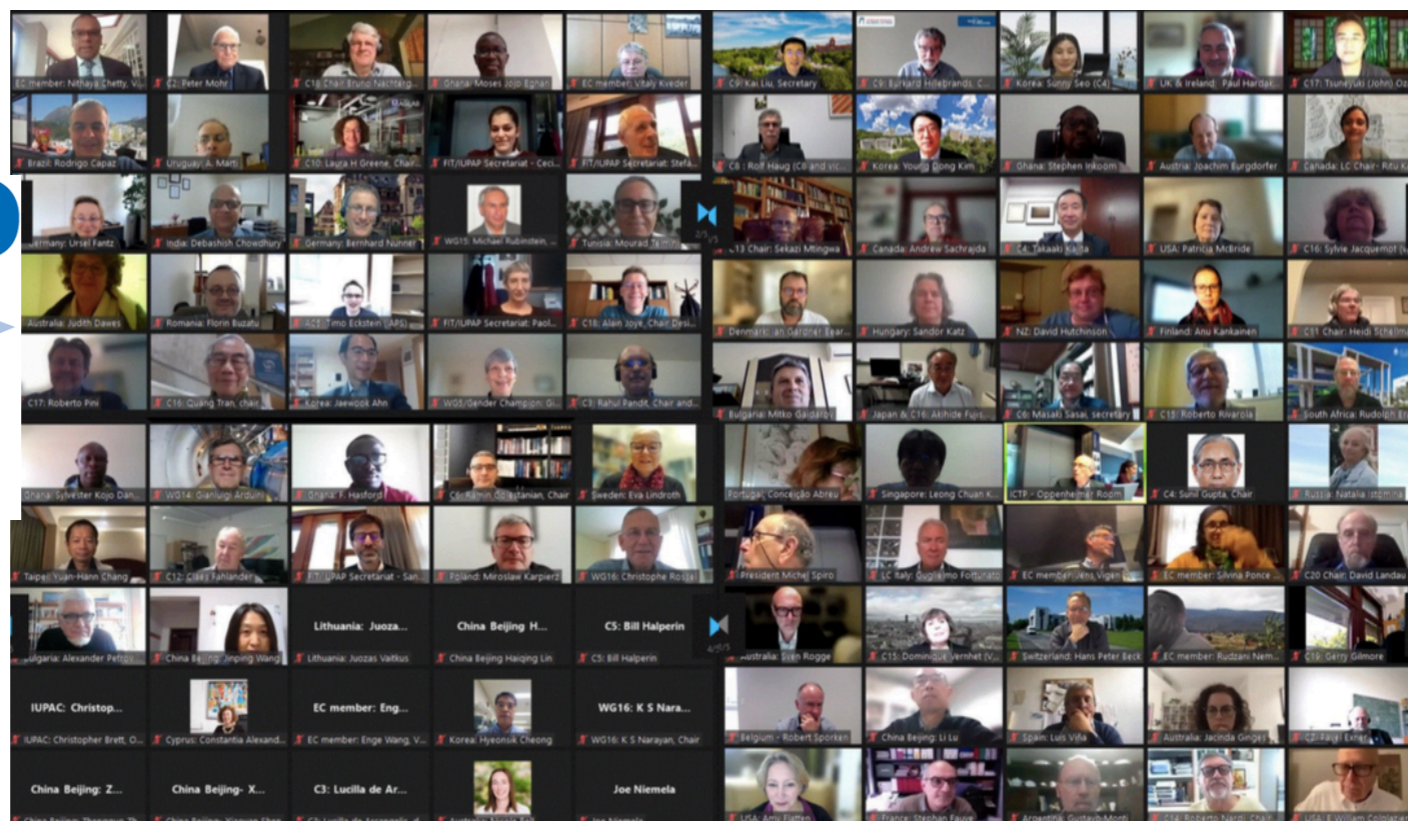 EC member: Nithaya Chetty, V...
C2: Peter Mohr
C18 Chair Bruno Nachterg...
Ghana: Moses Jojo Eghan
EC member: Vitaly Kveder
C9: Kai Liu, Secretary
C9: Burkard Hillebrands, C...
Korea: Sunny Seo (C4)
UK & Ireland: Paul Hardak...
C17: Tsuneyuki (John) Oz...
Brazil: Rodrigo Capaz
Uruguay: A. Marti
C10: Laura H Greene, Chair...
FIT/IUPAP Secretariat - Ceci...
FIT/IUPAP Secretariat: Stefa...
C8 : Rolf Haug (C8 and vic...
Korea: Young Dong Kim
Ghana: Stephen Inkoom
Austria: Joachim Burgdorfer
Canada: LC Chair- Ritu K
Germany: Ursel Fantz
India: Debashish Chowdhury
Germany: Bernhard Nunner
WG15: Michael Rubinstein, ...
Tunisia: Mourad
C13 Chair: Sekazi Mtingwa
Canada: Andrew Sachrajda
C4: Takaaki Kajita
USA: Patricia McBride
C16: Sylvie Jacquemot (v
Australia: Judith Dawes
Romania: Florin Buzatu
AC5: Timo Eckstein (IAPS)
FIT/IUPAP Secretariat: Paol...
C18: Alain Joye, Chair Desi...
Denmark: Ian Gardner Bear...
Hungary: Sandor Katz
NZ: David Hutchinson
Finland: Anu Kankainen
C11 Chair: Heidi Schellm
C17: Roberto Pini
C16: Quang Tran, chair
Korea: Jaewook Ahn
WG5/Gender Champion: Gi...
C3: Rahul Pandit, Chair and...
Bulgaria: Mitko Gaidarov
Japan & C16: Akihide Fujis...
C6: Masaki Sasai, secretary
C15: Roberto Rivarola
South Africa: Rudolph Er
Ghana: Sylvester Kojo Dan...
WG14: Gianluigi Arduini
Ghana: F. Hasford
C6: Ramin Golestanian, Chair
Sweden: Eva Lindroth
Portugal: Conceição Abreu
Singapore: Leong Chuan K...
ICTP - Oppenheimer Room
C4: Sunil Gupta, Chair
Russia: Natalia Istomina
Taipei: Yuan-Hann Chang
C12: Claes Fahlander
FIT/IUPAP Secretariat - San...
Poland: Miroslaw Karpierz
WG16: Christophe Rossel
President Michel Spiro
LC Italy: Guglielmo Fortunato
EC member: Jens Vigen
EC member: Silvina Ponce ...
C20 Chair: David Landau
Bulgaria: Alexander Petrov
China Beijing: Jinping Wang
Lithuania: Juoza...
Lithuania: Juozas Vaitkus
China Beijing H...
China Beijing Haiqing Lin
C5: Bill Halperin
C5: Bill Halperin
Australia: Sven Rogge
C15: Dominique Vernhet (V...
Switzerland: Hans Peter Beck
EC member: Rudzani Nem...
C19: Gerry Gilmore
IUPAC: Christop...
IUPAC: Christopher Brett, O...
Cyprus: Constantia Alexand...
EC member: Eng...
EC member: Enge Wang, V...
Korea: Hyeonsik Cheong
WG16: K S Nara...
WG16: K S Narayan, Chair
Belgium - Robert Sporken
China Beijing: Li Lu
Spain: Luis Viña
Australia: Jacinda Ginges
C2: Pavel Exner
China Beijing: Z...
China Beijing- X...
C3: Lucilla de Ar...
Joe Niemela
USA: Amy Flatten
France: Stephan Fauve
Argentina: Gustavo Monti
C14: Roberto Nardi, Chair
USA: E William Colglazier